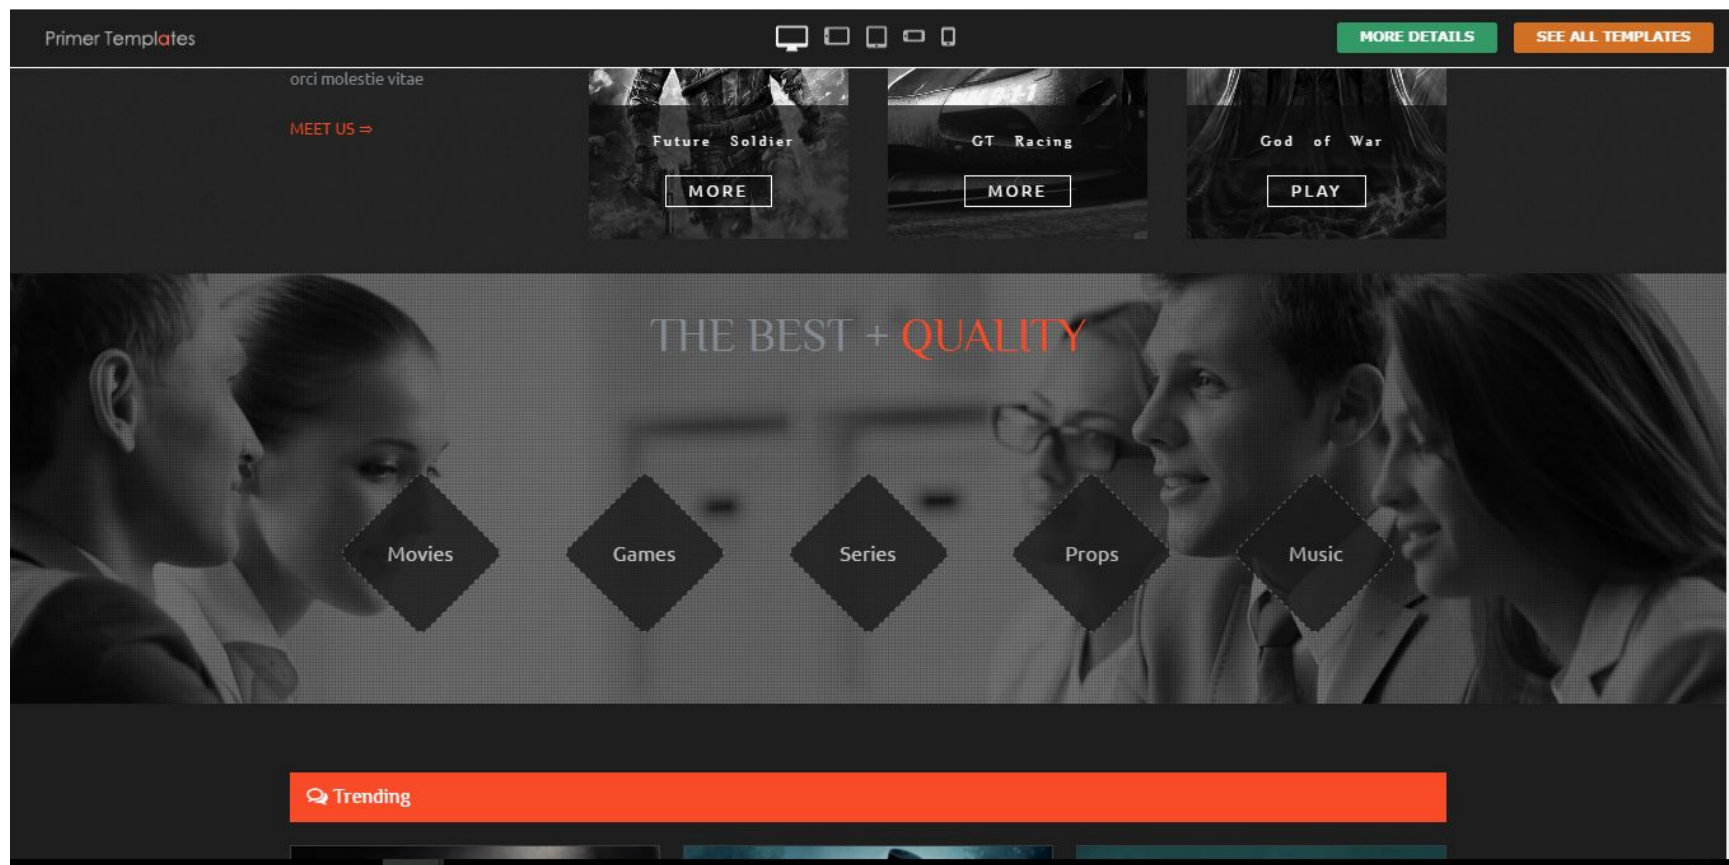 Primer Templates
MORE DETAILS
SEE ALL TEMPLATES
orci molestie vitae
MEET US ⇒
Future Soldier
MORE
GT Racing
MORE
God of War
PLAY
THE BEST + QUALITY
Movies
Games
Series
Props
Music
Trending